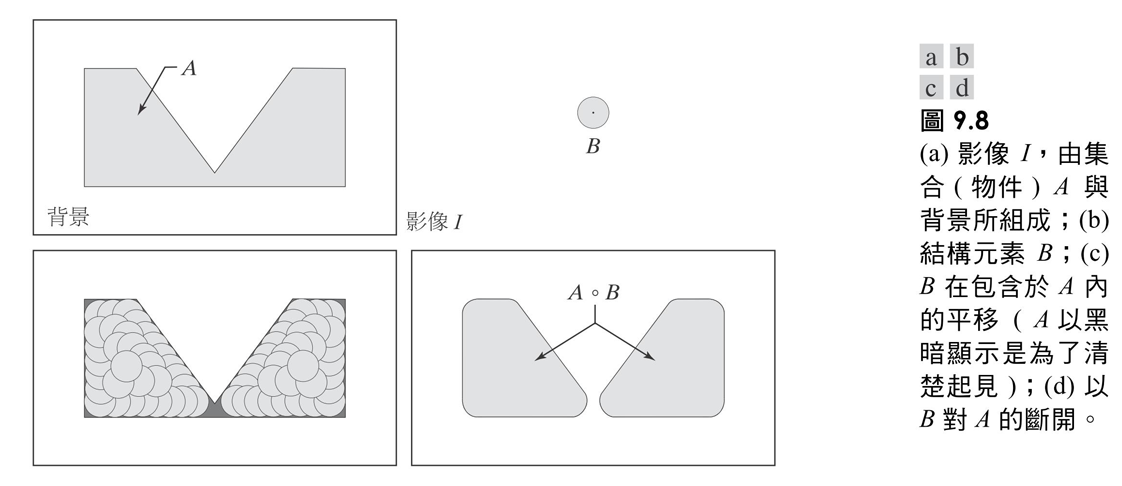 A
背景
影像 I
B
A ∘ B
a b
c d
圖 9.8
(a) 影像 I，由集
合 ( 物件 ) A 與
背景所組成；(b)
結構元素 B；(c)
B 在包含於 A 內
的平移 ( A 以黑
暗顯示是為了清
楚起見 )；(d) 以
B 對 A 的斷開。